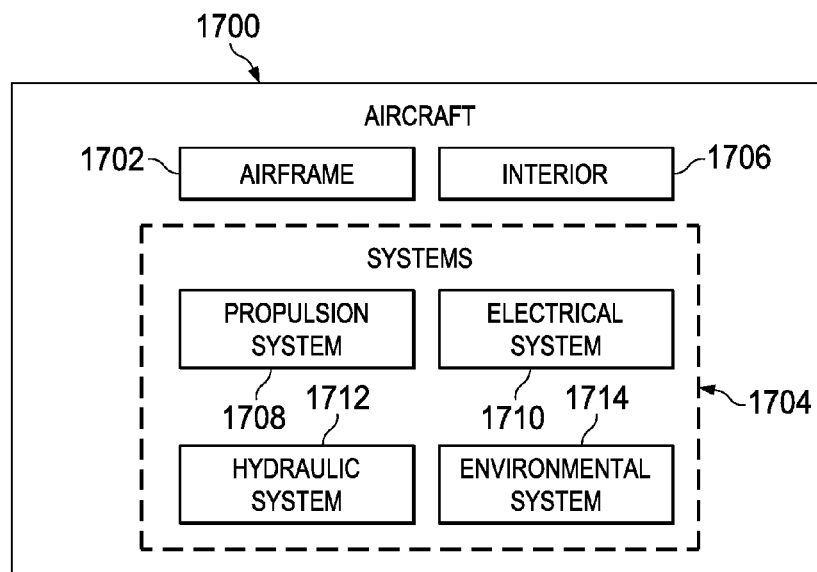 1700
AIRCRAFT
1702
AIRFRAME
INTERIOR
1706
SYSTEMS
PROPULSION
SYSTEM
ELECTRICAL
SYSTEM
1708
1712
1710
1714
1704
HYDRAULIC
SYSTEM
ENVIRONMENTAL
SYSTEM